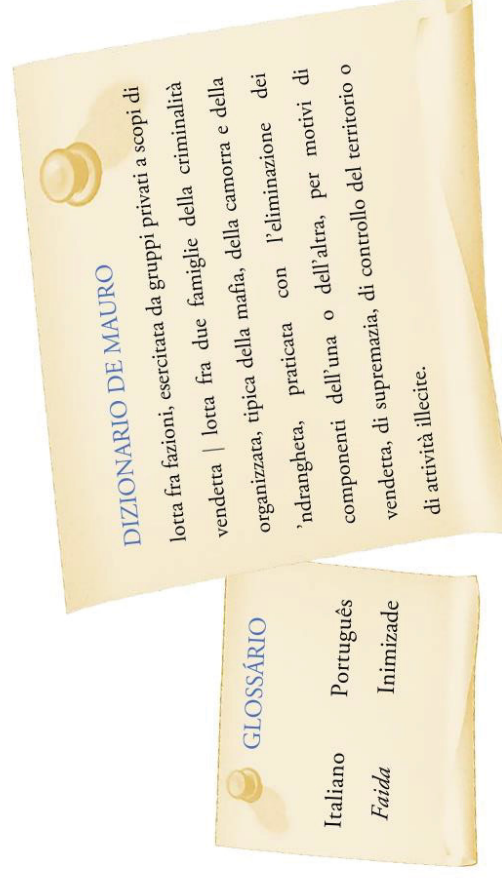 GLOSSÁRIO
Italiano Português
Faida Inimizade
DIZIONARIO DE MAURO
lotta fra fazioni, esercitata da gruppi privati a scopi di
vendetta | lotta fra due famiglie della criminalità
organizzata, tipica della mafia, della camorra e della
'ndrangheta, praticata con l'eliminazione dei
componenti dell'una o dell'altra, per motivi di
vendetta, di supremazia, di controllo del territorio o
di attività illecite.